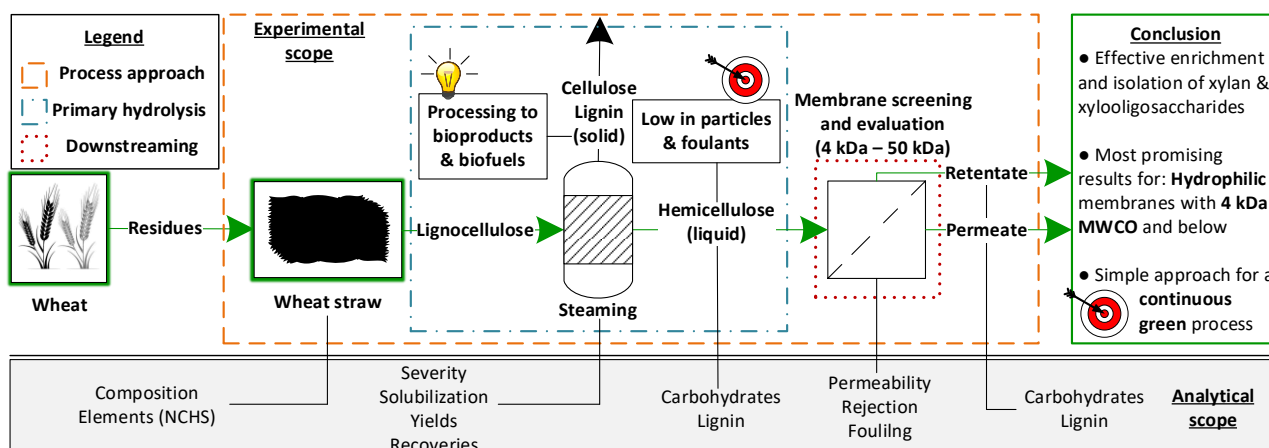 Legend
Process approach
Primary hydrolysis
Downstreaming
Wheat
Residues
Experimental
scope
Wheat straw
Lignocellulose
Processing to
bioproducts
& biofuels
Cellulose
Lignin
(solid)
Steaming
Low in particles
& foulants
Hemicellulose
(liquid)
Membrane screening
and evaluation
(4 kDa – 50 kDa)
Retentate
Permeate
Conclusion
● Effective enrichment
and isolation of xylan &
xylooligosaccharides
● Most promising
results for: Hydrophilic
membranes with 4 kDa
MWCO and below
● Simple approach for a
continuous
green process
Composition
Elements (NCHS)
Severity
Solubilization
Yields
Recoveries
Carbohydrates
Lignin
Permeability
Rejection
Foulilng
Carbohydrates
Lignin
Analytical
scope